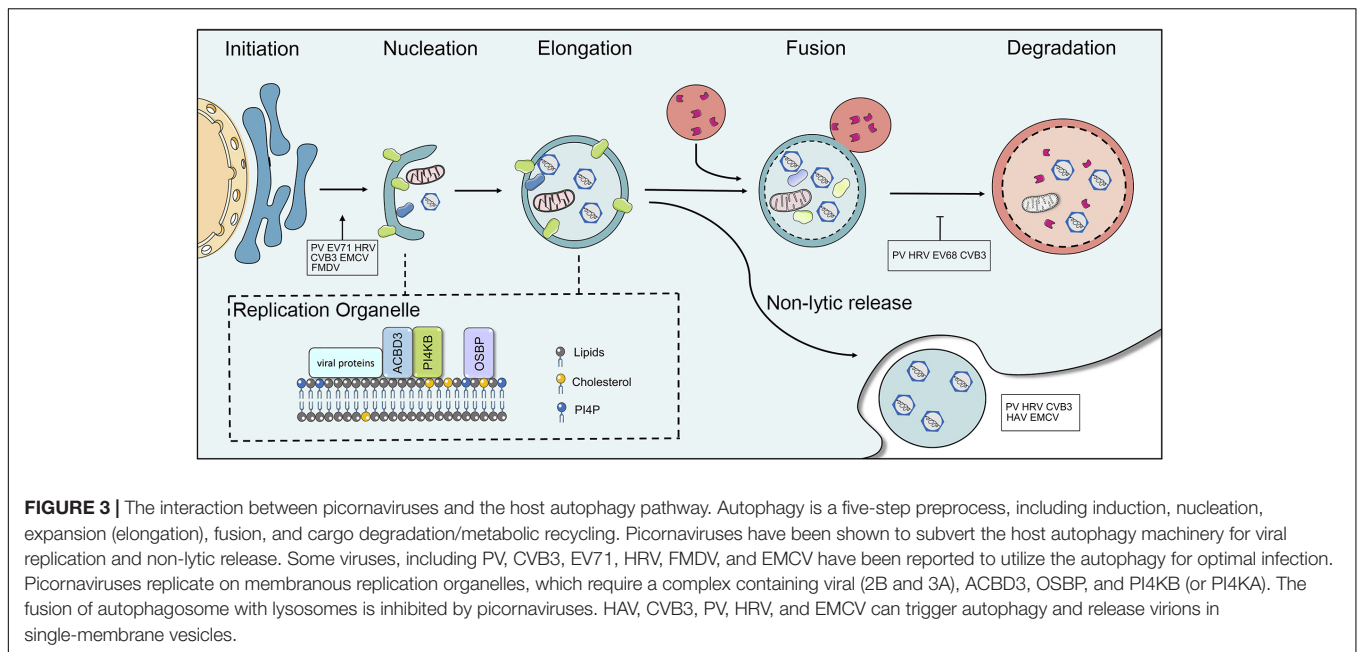 Initiation
Nucleation
Elongation
Fusion
Degradation
PV EV71 HRV
CVB3 EMCV
FMDV
PV HRV EV68 CVB3
Replication Organelle
viral proteins
ACBD3
PI4KB
OSBP
Lipids
Cholesterol
PI4P
Non-lytic release
PV HRV CVB3
HAV EMCV
FIGURE 3 | The interaction between picornaviruses and the host autophagy pathway. Autophagy is a five-step preprocess, including induction, nucleation,
expansion (elongation), fusion, and cargo degradation/metabolic recycling. Picornaviruses have been shown to subvert the host autophagy machinery for viral
replication and non-lytic release. Some viruses, including PV, CVB3, EV71, HRV, FMDV, and EMCV have been reported to utilize the autophagy for optimal infection.
Picornaviruses replicate on membranous replication organelles, which require a complex containing viral (2B and 3A), ACBD3, OSBP, and PI4KB (or PI4KA). The
fusion of autophagosome with lysosomes is inhibited by picornaviruses. HAV, CVB3, PV, HRV, and EMCV can trigger autophagy and release virions in
single-membrane vesicles.